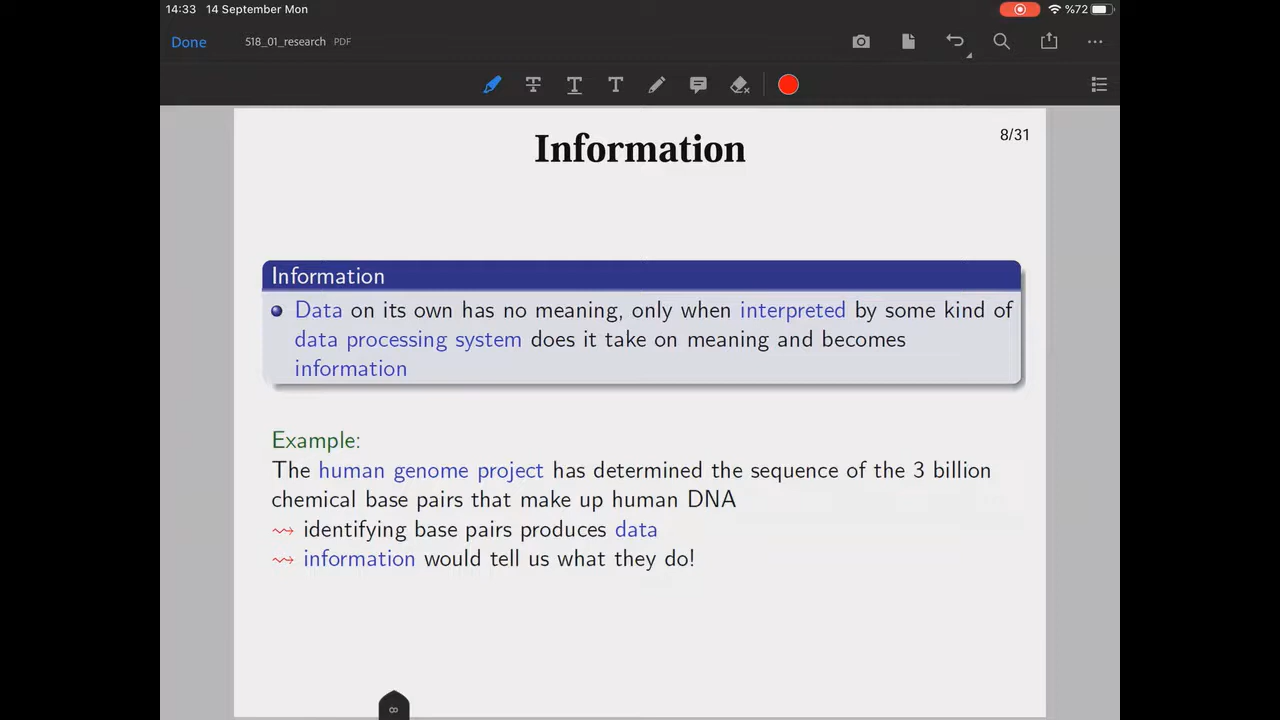 14:33 14 September Mon
%72
Done
518_01_research PDF
8/31
Information
Information
Data on its own has no meaning, only when interpreted by some kind of
data processing system does it take on meaning and becomes
information
Example:
The human genome project has determined the sequence of the 3 billion
chemical base pairs that make up human DNA
⇝ identifying base pairs produces data
⇝ information would tell us what they do!
8